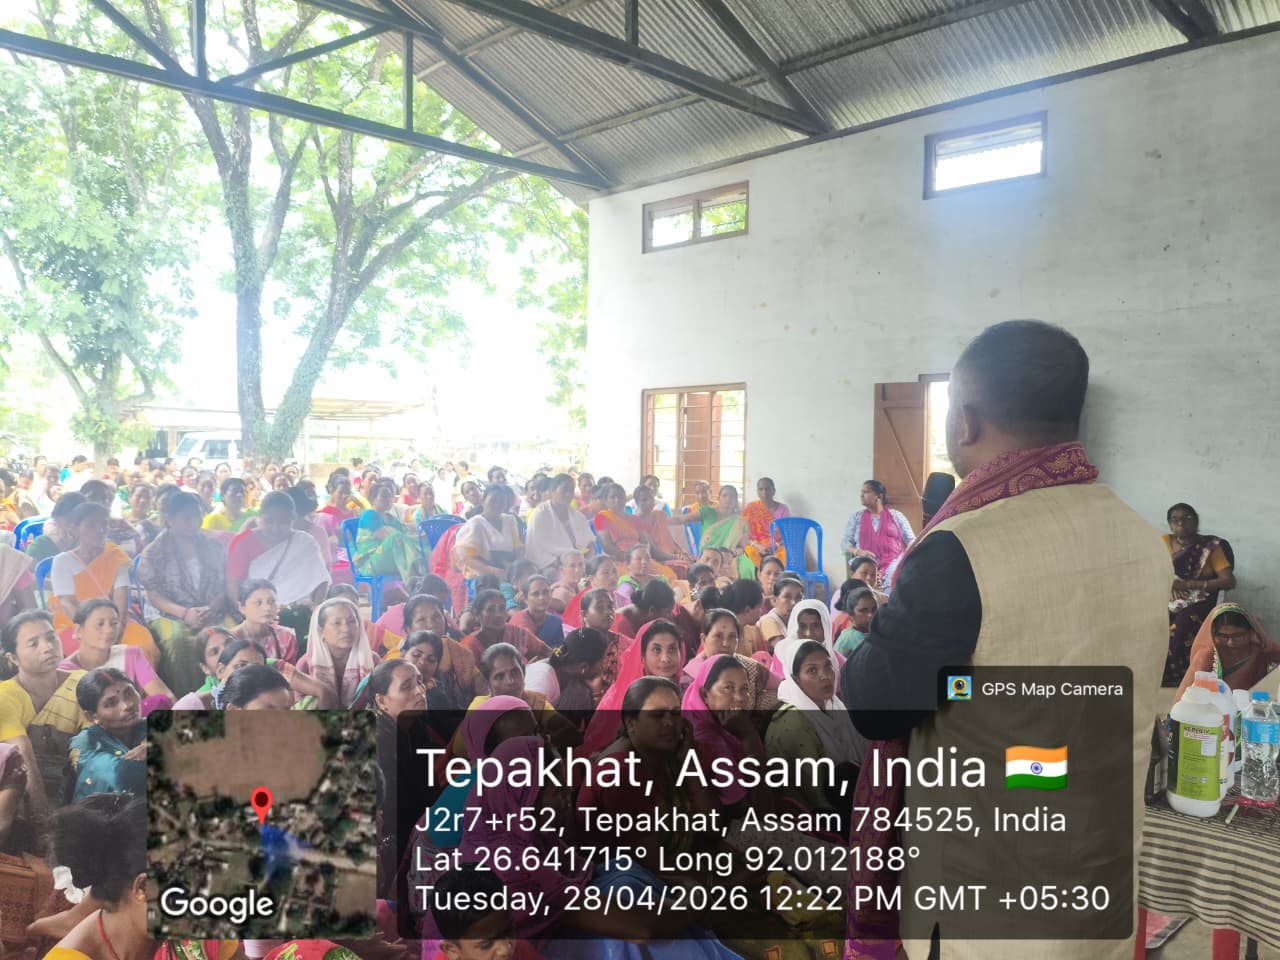 GPS Map Camera
Tepakhat, Assam, India
J2r7+r52, Tepakhat, Assam 784525, India
Lat 26.641715° Long 92.012188°
Tuesday, 28/04/2026 12:22 PM GMT +05:30
Google